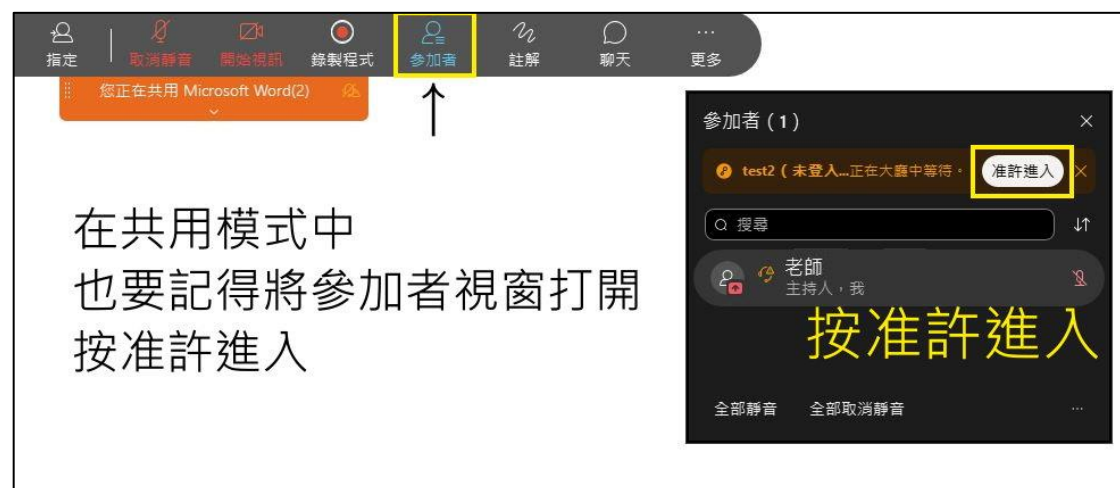 指定
取消靜音
開始視訊
錄製程式
參加者
註解
聊天
更多
您正在共用 Microsoft Word(2)
在共用模式中
也要記得將參加者視窗打開
按准許進入
參加者 ( 1 )
test2 ( 未登入...正在大廳中等待。
准許進入
搜尋
老師
主持人，我
按准許進入
全部靜音 全部取消靜音